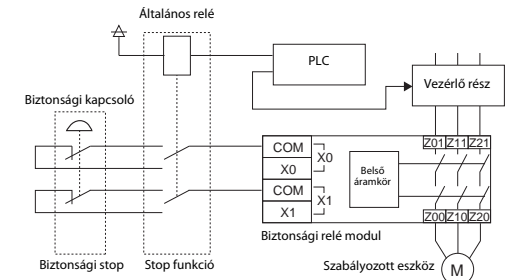 Általános relé
PLC
Vezérlő rész
Biztonsági kapcsoló
COM
X0
X0
COM
X1
X1
Belső
áramkör
Z01 Z11 Z21
Z00 Z10 Z20
Biztonsági relé modul
Biztonsági stop
Stop funkció
Szabályozott eszköz
M